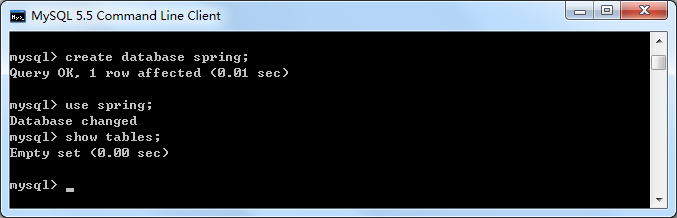 MySQL 5.5 Command Line Client
mysql> create database spring;
Query OK, 1 row affected (0.01 sec)
mysql> use spring;
Database changed
mysql> show tables;
Empty set (0.00 sec)
mysql> _